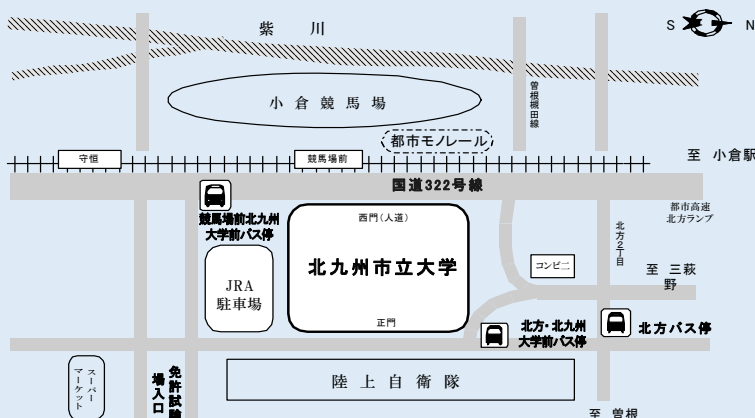 紫 川
S N
小 倉 競 馬 場
曽根槻田線
都市モノレール
至 小倉駅
守恒
競馬場前
国道322号線
都市高速
北方ランプ
競馬場前北九州
大学前バス停
西門(人道)
北方2丁目
北九州市立大学
コンビニ
至 三萩
野
JRA
駐車場
正門
北方・北九州
大学前バス停
北方バス停
スーパー
マーケット
免許試験
場入口
陸 上 自 衛 隊
至 曽根